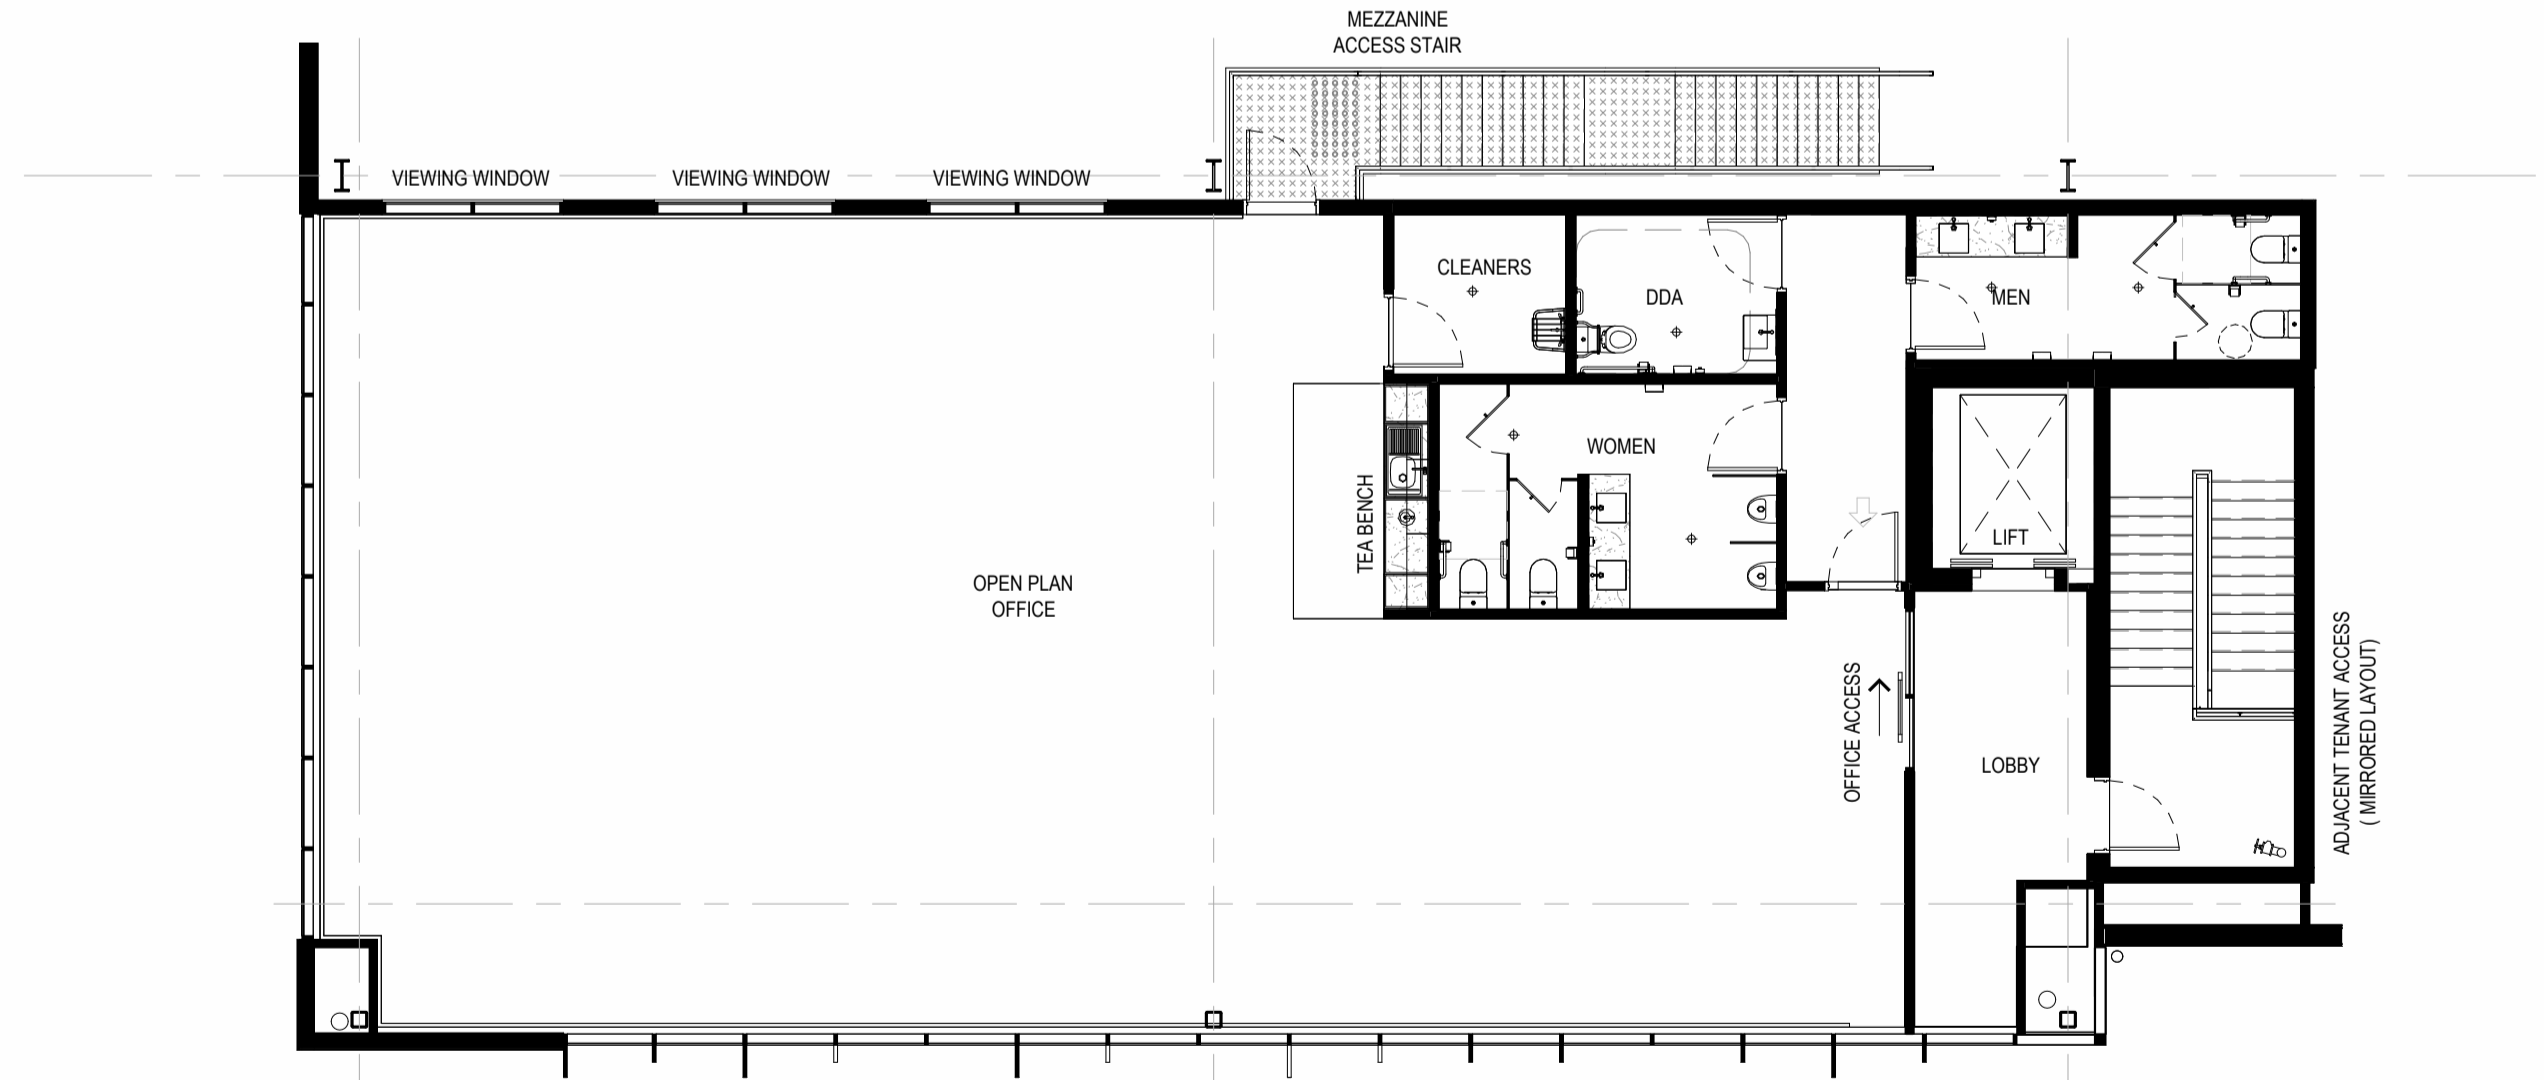 MEZZANINE
ACCESS STAIR
VIEWING WINDOW
VIEWING WINDOW
VIEWING WINDOW
CLEANERS
DDA
MEN
WOMEN
TEA BENCH
LIFT
OPEN PLAN
OFFICE
OFFICE ACCESS
LOBBY
ADJACENT TENANT ACCESS
( MIRRORED LAYOUT)